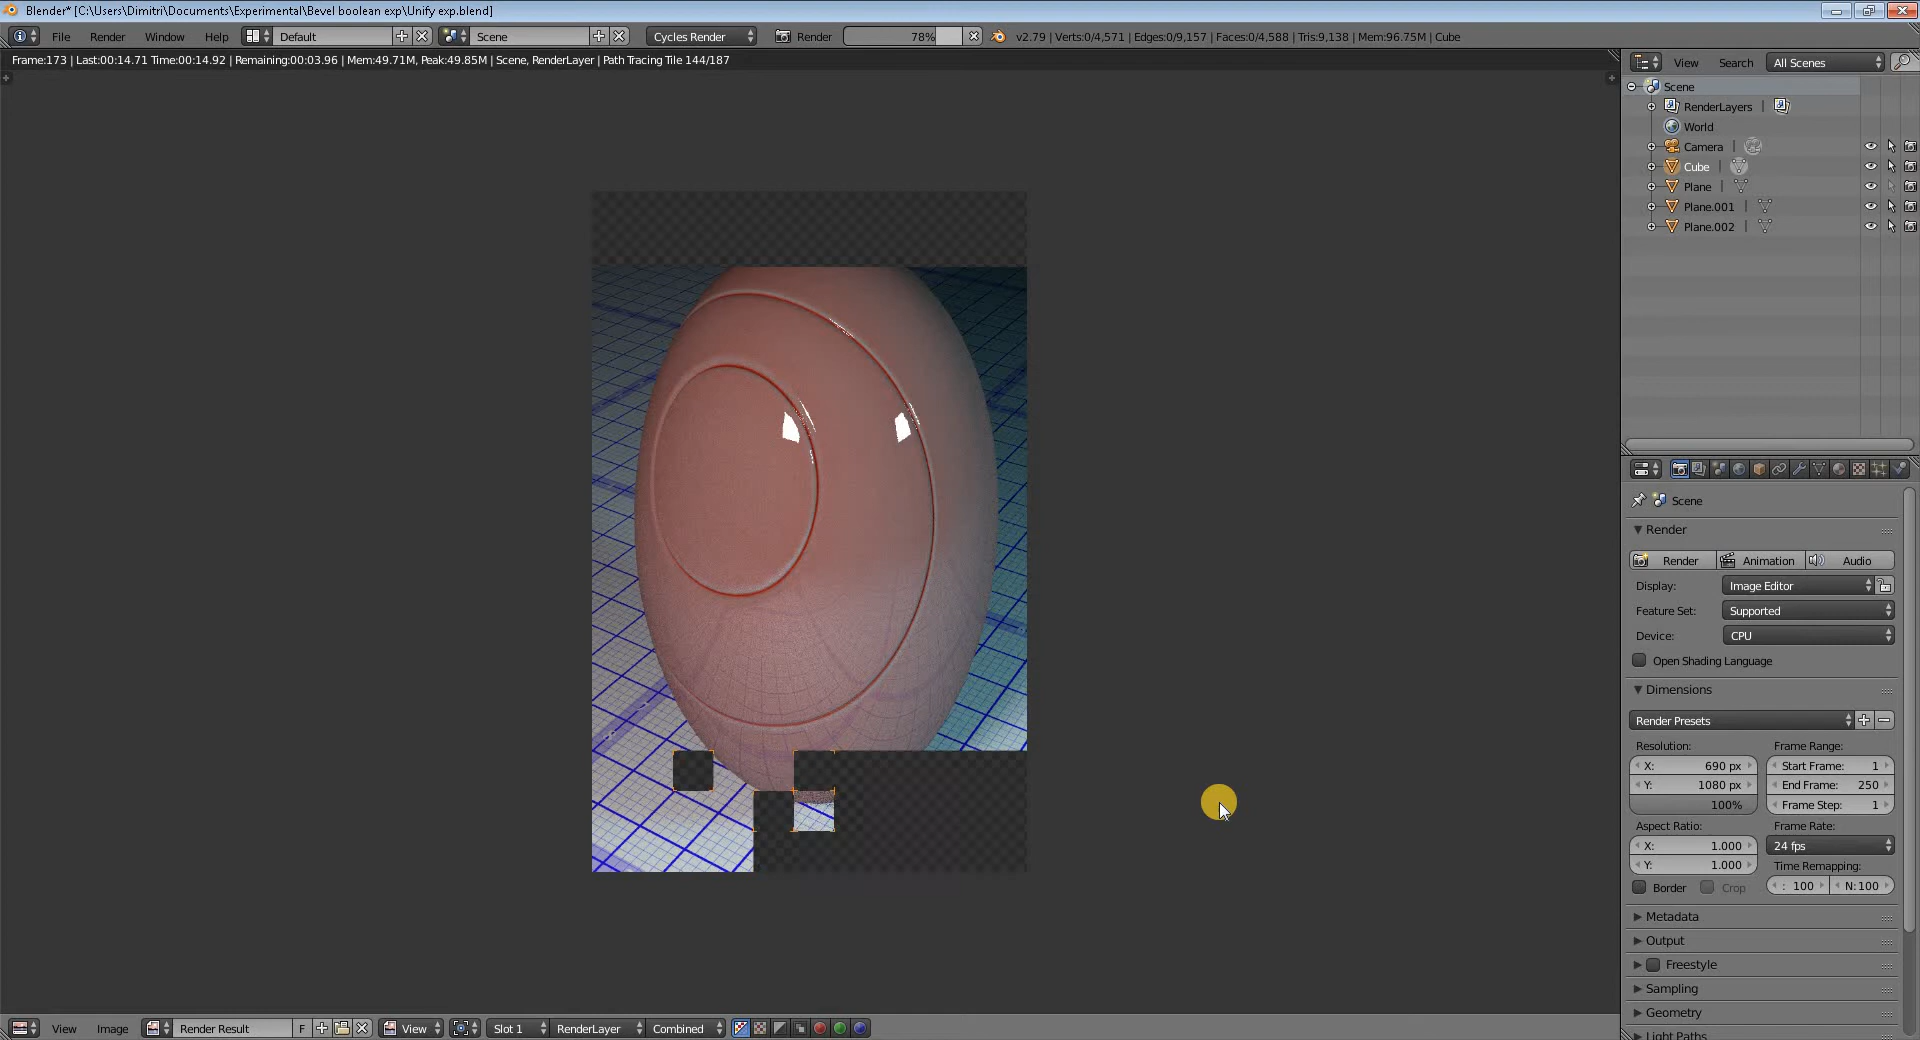 Blender* [C:\Users\Dimitri\Documents\Experimental\Bevel boolean exp\Unify exp.blend]
File Render Window Help Default Scene Cycles Render Render 78% v2.79 | Verts:0/4,571 | Edges:0/9,157 | Faces:0/4,588 | Tris:9,138 | Mem:96.75M | Cube
Frame:173 | Last:00:14.71 Time:00:14.92 | Remaining:00:03.96 | Mem:49.71M, Peak:49.85M | Scene, RenderLayer | Path Tracing Tile 144/187
View Search All Scenes
Scene
RenderLayers
World
Camera
Cube
Plane
Plane.001
Plane.002
Scene
Render
Render Animation Audio
Display: Image Editor
Feature Set: Supported
Device: CPU
Open Shading Language
Dimensions
Render Presets
Resolution: Frame Range:
X: 690 px Start Frame: 1
Y: 1080 px End Frame: 250
100% Frame Step: 1
Aspect Ratio: Frame Rate:
X: 1.000 24 fps
Y: 1.000 Time Remapping:
Border Crop : 100 N:100
Metadata
Output
Freestyle
Sampling
Geometry
Light Paths
View Image Render Result F View Slot 1 RenderLayer Combined